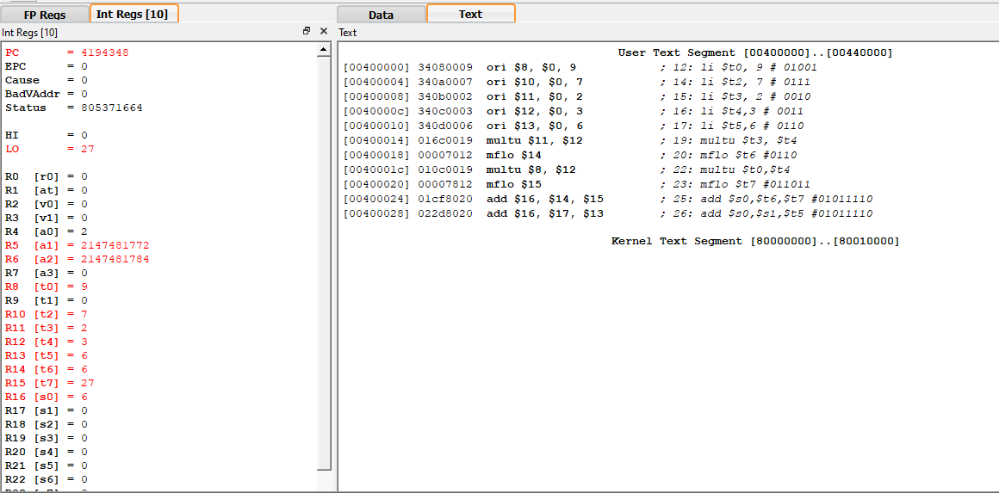 FP Regs
Int Regs [10]
Data
Text
Int Regs [10]
PC = 4194348
EPC = 0
Cause = 0
BadVAddr = 0
Status = 805371664
HI = 0
LO = 27
R0 [r0] = 0
R1 [at] = 0
R2 [v0] = 0
R3 [v1] = 0
R4 [a0] = 2
R5 [a1] = 2147481772
R6 [a2] = 2147481784
R7 [a3] = 0
R8 [t0] = 9
R9 [t1] = 0
R10 [t2] = 7
R11 [t3] = 2
R12 [t4] = 3
R13 [t5] = 6
R14 [t6] = 6
R15 [t7] = 27
R16 [s0] = 6
R17 [s1] = 0
R18 [s2] = 0
R19 [s3] = 0
R20 [s4] = 0
R21 [s5] = 0
R22 [s6] = 0
Text
User Text Segment [00400000]..[00440000]
[00400000] 34080009 ori $8, $0, 9 ; 12: li $t0, 9 # 01001
[00400004] 340a0007 ori $10, $0, 7 ; 14: li $t2, 7 # 0111
[00400008] 340b0002 ori $11, $0, 2 ; 15: li $t3, 2 # 0010
[0040000c] 340c0003 ori $12, $0, 3 ; 16: li $t4,3 # 0011
[00400010] 340d0006 ori $13, $0, 6 ; 17: li $t5,6 # 0110
[00400014] 016c0019 multu $11, $12 ; 19: multu $t3, $t4
[00400018] 00007012 mflo $14 ; 20: mflo $t6 #0110
[0040001c] 010c0019 multu $8, $12 ; 22: multu $t0,$t4
[00400020] 00007812 mflo $15 ; 23: mflo $t7 #011011
[00400024] 01cf8020 add $16, $14, $15 ; 25: add $s0,$t6,$t7 #01011110
[00400028] 022d8020 add $16, $17, $13 ; 26: add $s0,$s1,$t5 #01011110
Kernel Text Segment [80000000]..[80010000]